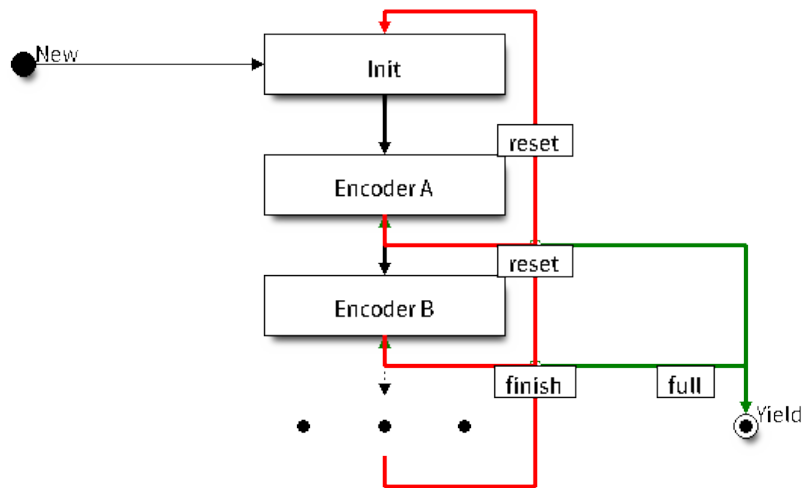 New
Init
reset
Encoder A
reset
Encoder B
finish
full
Yield